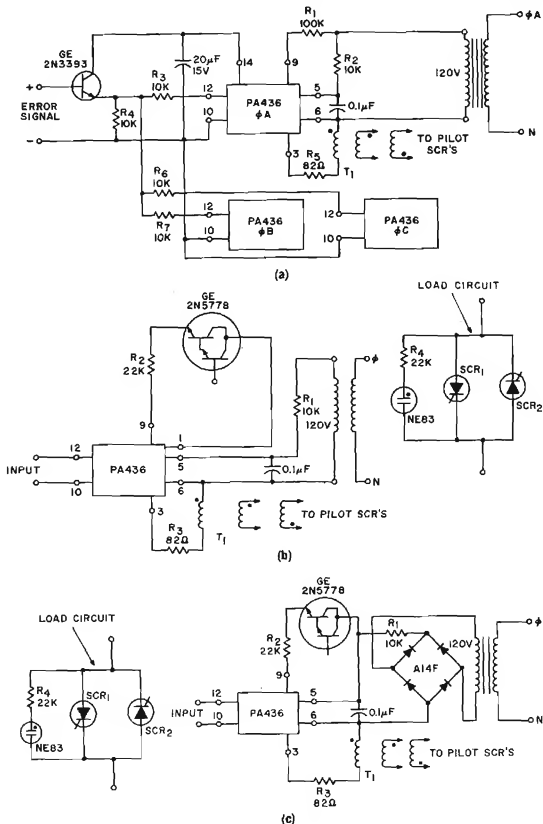 GE
2N3393
+
ERROR
SIGNAL
-
R4
10K
R3
10K
20μF
15V
14
12
10
PA436
φA
9
5
6
3
R1
100K
R2
10K
0.1μF
120V
φA
N
R5
82Ω
T1
TO PILOT
SCR'S
R6
10K
R7
10K
12
10
PA436
φB
12
10
PA436
φC
(a)
GE
2N5778
R2
22K
9
1
5
6
3
INPUT
12
10
PA436
R1
10K
120V
0.1μF
φ
N
R3
82Ω
T1
TO PILOT SCR'S
LOAD CIRCUIT
R4
22K
NE83
SCR1
SCR2
(b)
LOAD CIRCUIT
R4
22K
NE83
SCR1
SCR2
GE
2N5778
R2
22K
9
INPUT
12
10
PA436
5
6
3
R1
10K
0.1μF
A14F
120V
φ
N
R3
82Ω
T1
TO PILOT SCR'S
(c)